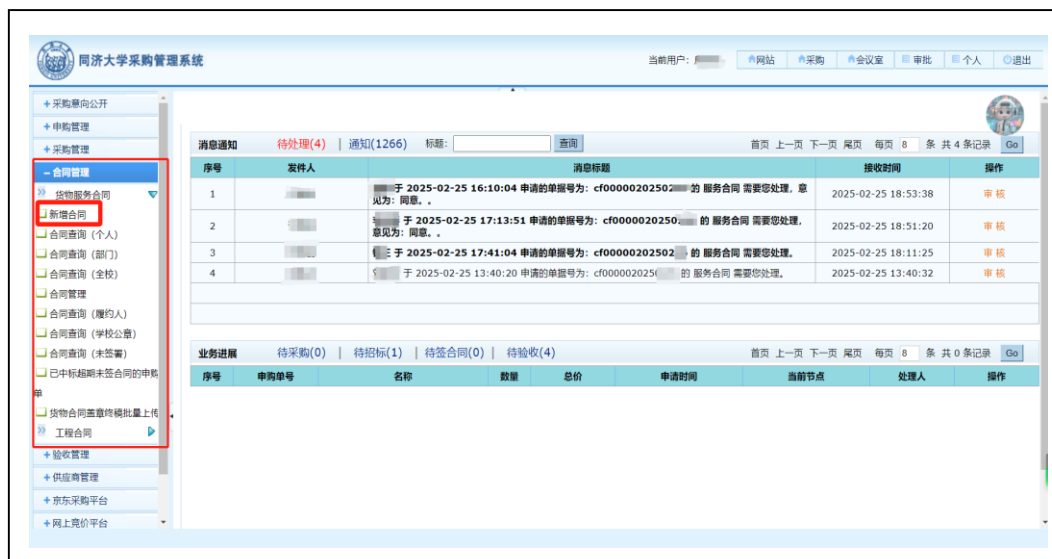 同济大学采购管理系统
当前用户：
网站 采购 会议室 审批 个人 退出
+ 采购意向公开
+ 申购管理
+ 采购管理
− 合同管理
货物服务合同
新增合同
合同查询（个人）
合同查询（部门）
合同查询（全校）
合同管理
合同查询（履约人）
合同查询（学校公章）
合同查询（未签署）
已中标超期未签合同的申购
单
货物合同盖章终稿批量上传
工程合同
+ 验收管理
+ 供应商管理
+ 京东采购平台
+ 网上竞价平台
消息通知 待处理(4) | 通知(1266) 标题： 查询 首页 上一页 下一页 尾页 每页 8 条 共 4 条记录 Go
序号 发件人 消息标题 接收时间 操作
1 于 2025-02-25 16:10:04 申请的单据号为：cf00000202502 的 服务合同 需要您处理，意
见为：同意。。 2025-02-25 18:53:38 审 核
2 于 2025-02-25 17:13:51 申请的单据号为：cf0000020250 的 服务合同 需要您处理，
意见为：同意。。 2025-02-25 18:51:20 审 核
3 于 2025-02-25 17:41:04 申请的单据号为：cf00000202502 的 服务合同 需要您处理。 2025-02-25 18:11:25 审 核
4 于 2025-02-25 13:40:20 申请的单据号为：cf000002025 的 服务合同 需要您处理。 2025-02-25 13:40:32 审 核
业务进展 待采购(0) | 待招标(1) | 待签合同(0) | 待验收(4) 首页 上一页 下一页 尾页 每页 8 条 共 0 条记录 Go
序号 申购单号 名称 数量 总价 申请时间 当前节点 处理人 操作